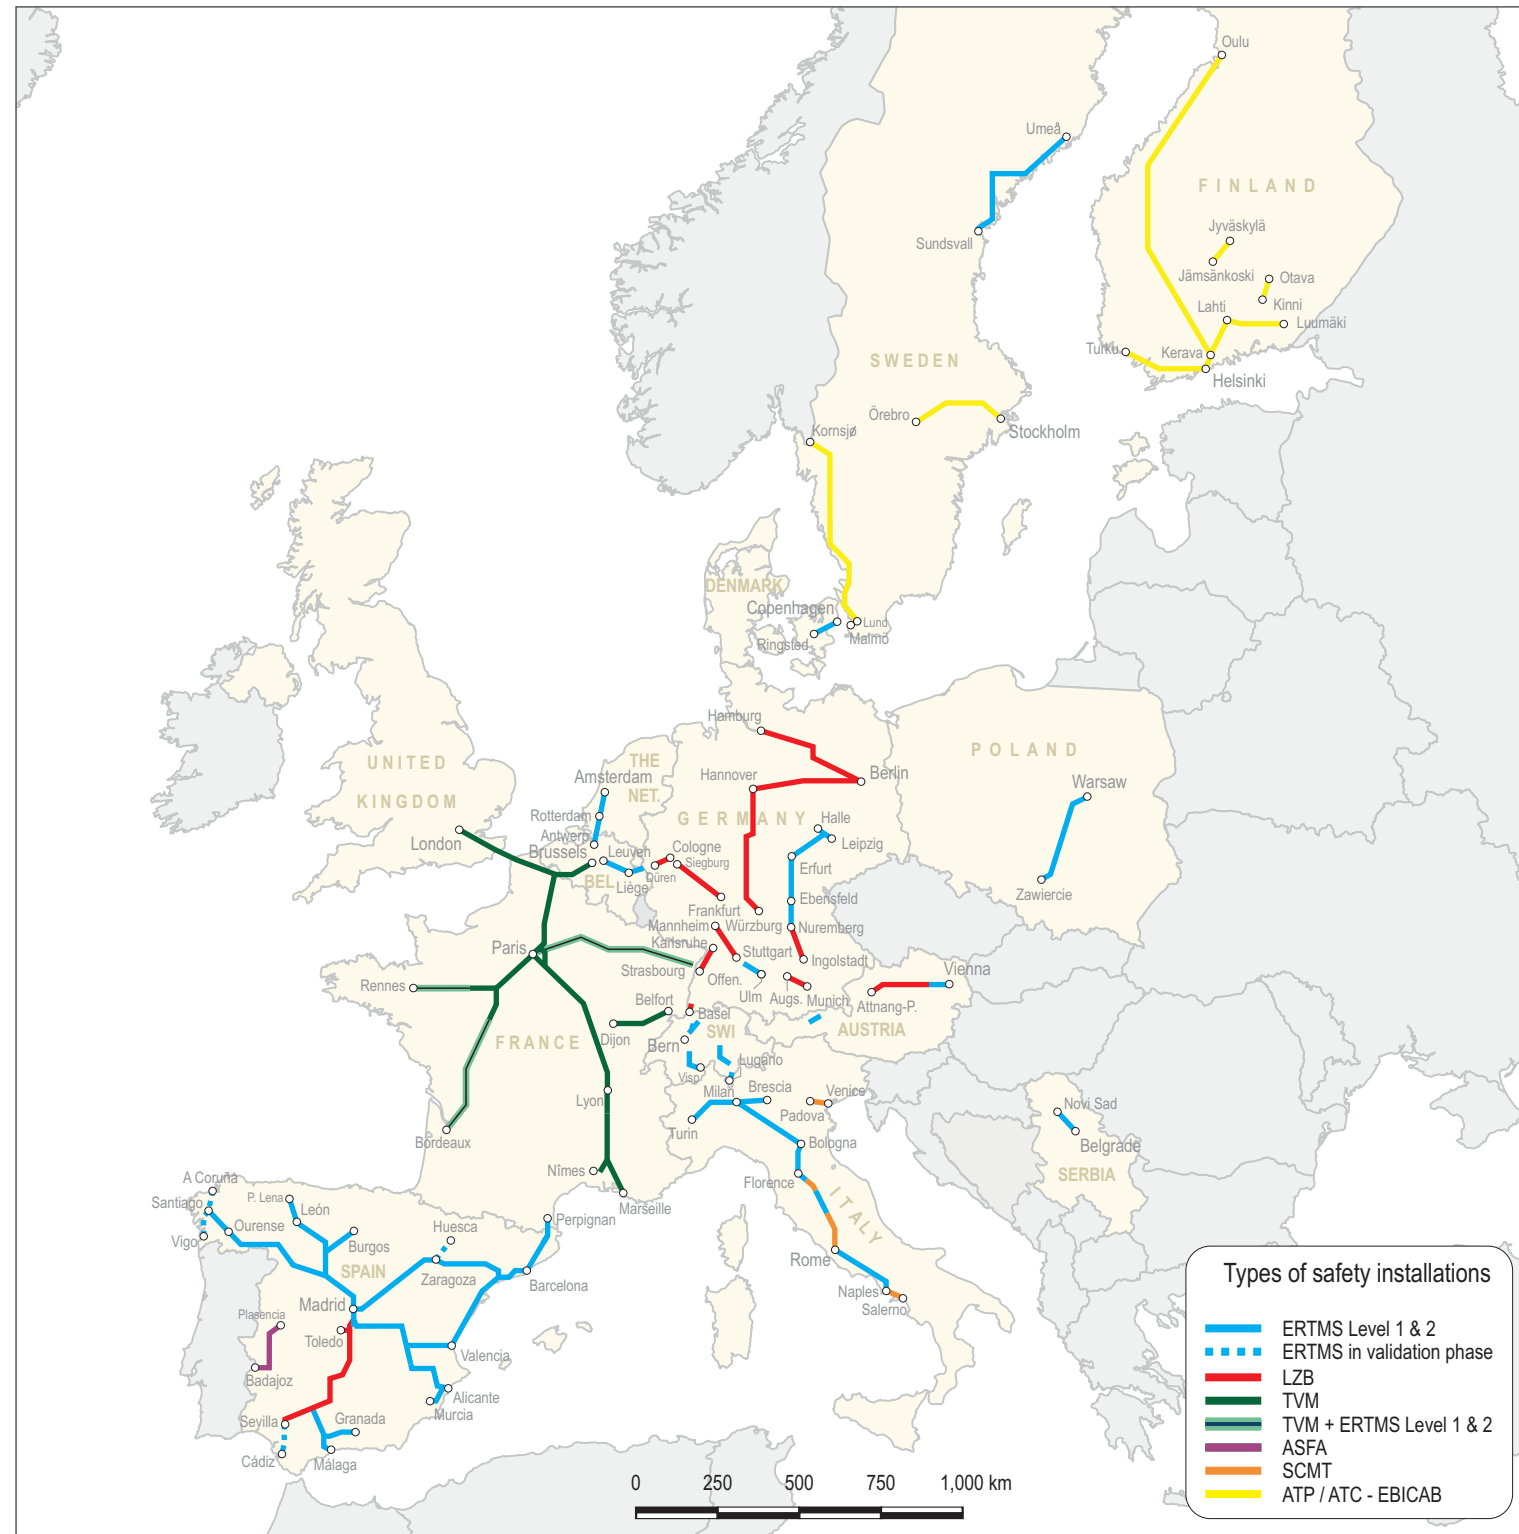 Oulu
Umeå
FINLAND
Jyväskylä
Sundsvall
Jämsänkoski
Otava
Kinni
Lahti
Luumäki
Turku
Kerava
SWEDEN
Helsinki
Örebro
Kornsjø
Stockholm
DENMARK
Copenhagen
Lund
Ringsted
Malmö
Hamburg
POLAND
UNITED
KINGDOM
THE
NET.
Amsterdam
Hannover
Berlin
Warsaw
Rotterdam
GERMANY
Halle
Antwerp
London
Brussels
Leuven
Cologne
Siegburg
Leipzig
Erfurt
BEL
Liège
Düren
Zawiercie
Ebensfeld
Frankfurt
Mannheim
Würzburg
Nuremberg
Paris
Karlsruhe
Stuttgart
Ingolstadt
Strasbourg
Offen.
Vienna
Rennes
Ulm
Augs.
Munich
Attnang-P.
Belfort
Basel
FRANCE
Dijon
Bern
SWI
AUSTRIA
Visp
Lugano
Lyon
Milan
Brescia
Venice
Padova
Novi Sad
Turin
Bordeaux
Bologna
Belgrade
Nîmes
Florence
SERBIA
A Coruña
Santiago
P. Lena
León
Marseille
ITALY
Ourense
Huesca
Perpignan
Vigo
Burgos
Rome
SPAIN
Zaragoza
Barcelona
Naples
Salerno
Madrid
Plasencia
Toledo
Valencia
Badajoz
Alicante
Murcia
Sevilla
Granada
Cádiz
Málaga
0 250 500 750 1,000 km
Types of safety installations
ERTMS Level 1 & 2
ERTMS in validation phase
LZB
TVM
TVM + ERTMS Level 1 & 2
ASFA
SCMT
ATP / ATC - EBICAB